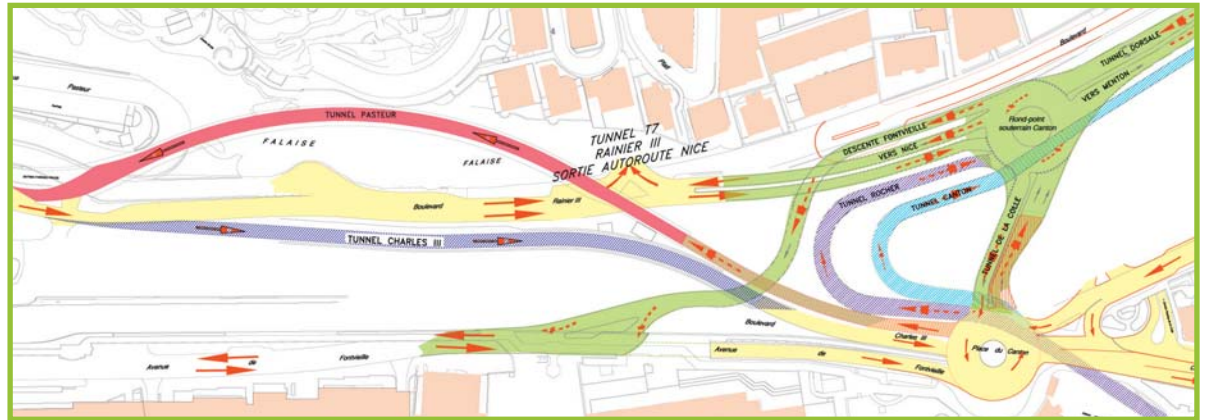 Pasteur
TUNNEL PASTEUR
FALAISE
FALAISE
TUNNEL T7
RAINIER III
SORTIE AUTOROUTE NICE
Boulevard
TUNNEL DORSALE
VERS MENTON
Rond-point
souterrain Canton
DESCENTE FONTVIEILLE
VERS NICE
TUNNEL ROCHER
TUNNEL CANTON
TUNNEL DE LA COLLE
Boulevard
Rainier III
TUNNEL CHARLES III
Boulevard
Charles III
Avenue de Fontvieille
Avenue de Fontvieille
Place du Canton